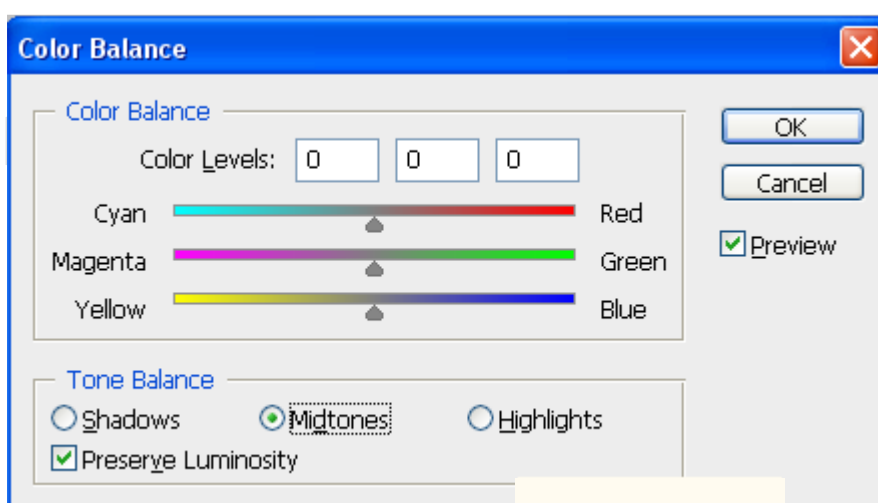 Color Balance
Color Balance
Color Levels: 0 0 0
Cyan Red
Magenta Green
Yellow Blue
OK
Cancel
Preview
Tone Balance
Shadows Midtones Highlights
Preserve Luminosity